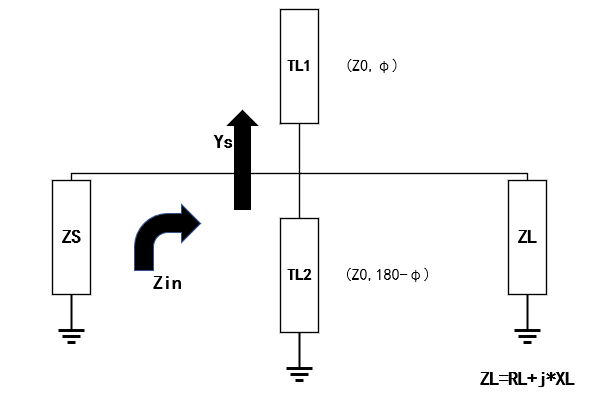 TL1 (Z0, φ)
Ys
ZS
ZL
Zin
TL2 (Z0, 180-φ)
ZL=RL+j*XL